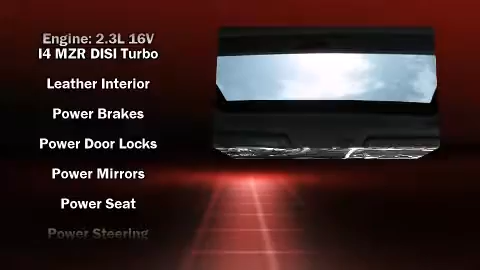 Engine: 2.3L 16V
I4 MZR DISI Turbo
Leather Interior
Power Brakes
Power Door Locks
Power Mirrors
Power Seat
Power Steering